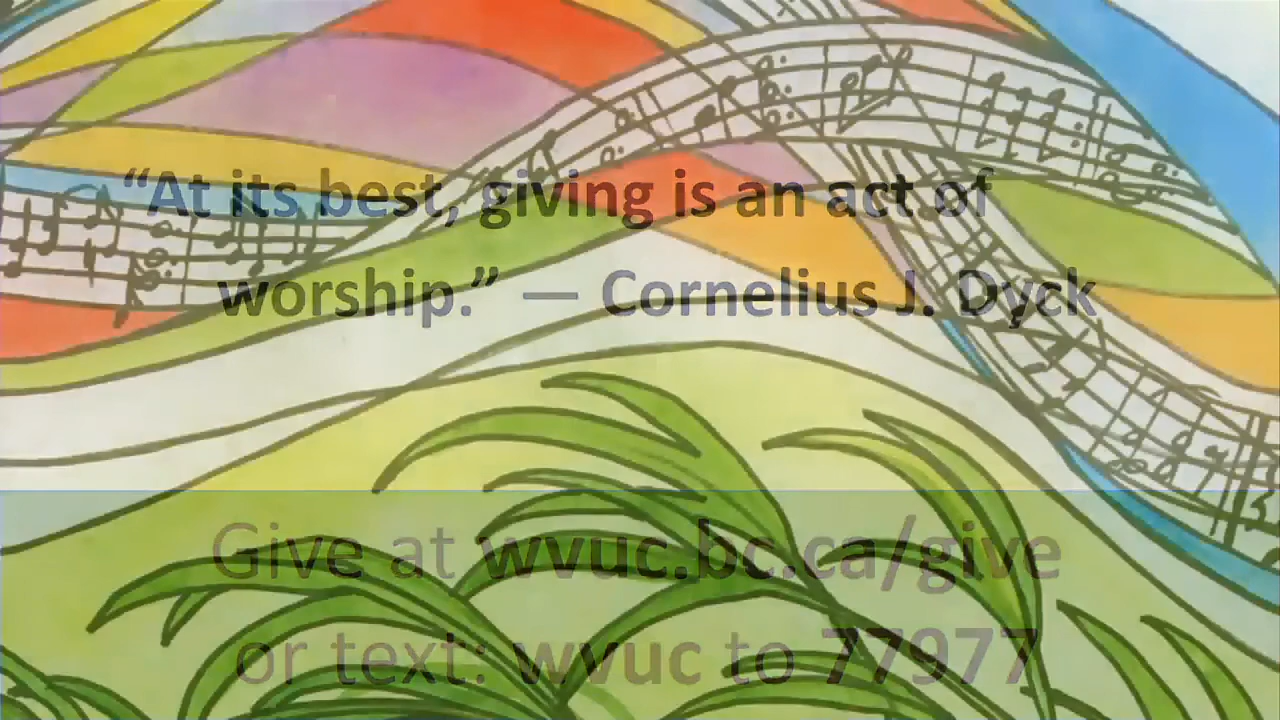 “At its best, giving is an act of
worship.” — Cornelius J. Dyck
Give at wvuc.bc.ca/give
or text: wvuc to 77977